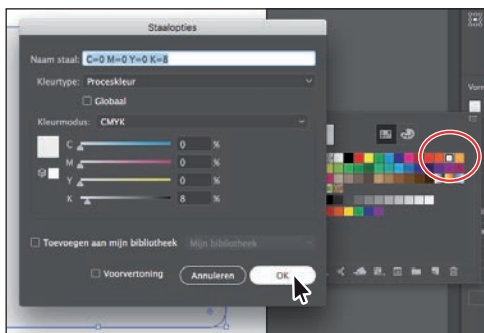 Staalopties
Naam staal: C=0 M=0 Y=0 K=8
Kleurtype: Proceskleur
Globaal
Kleurmodus: CMYK
C 0 %
M 0 %
Y 0 %
K 8 %
Toevoegen aan mijn bibliotheek Mijn bibliotheek
Voorvertoning Annuleren OK